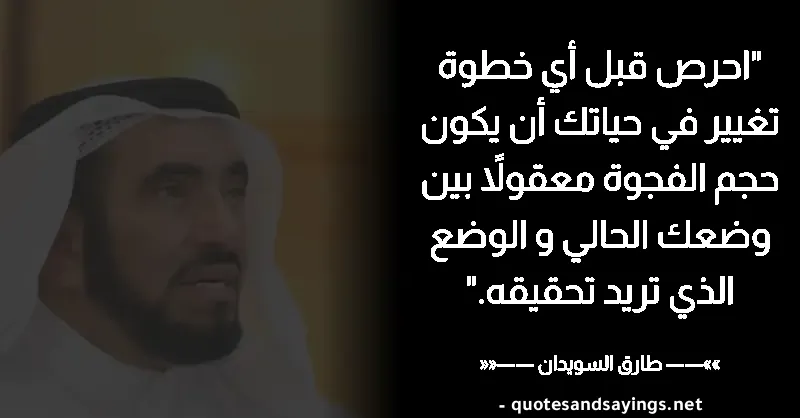 "احرص قبل أي خطوة
تغيير في حياتك أن يكون
حجم الفجوة معقولًا بين
وضعك الحالي و الوضع
الذي تريد تحقيقه."
»»—— طارق السويدان ——««
- quotesandsayings.net